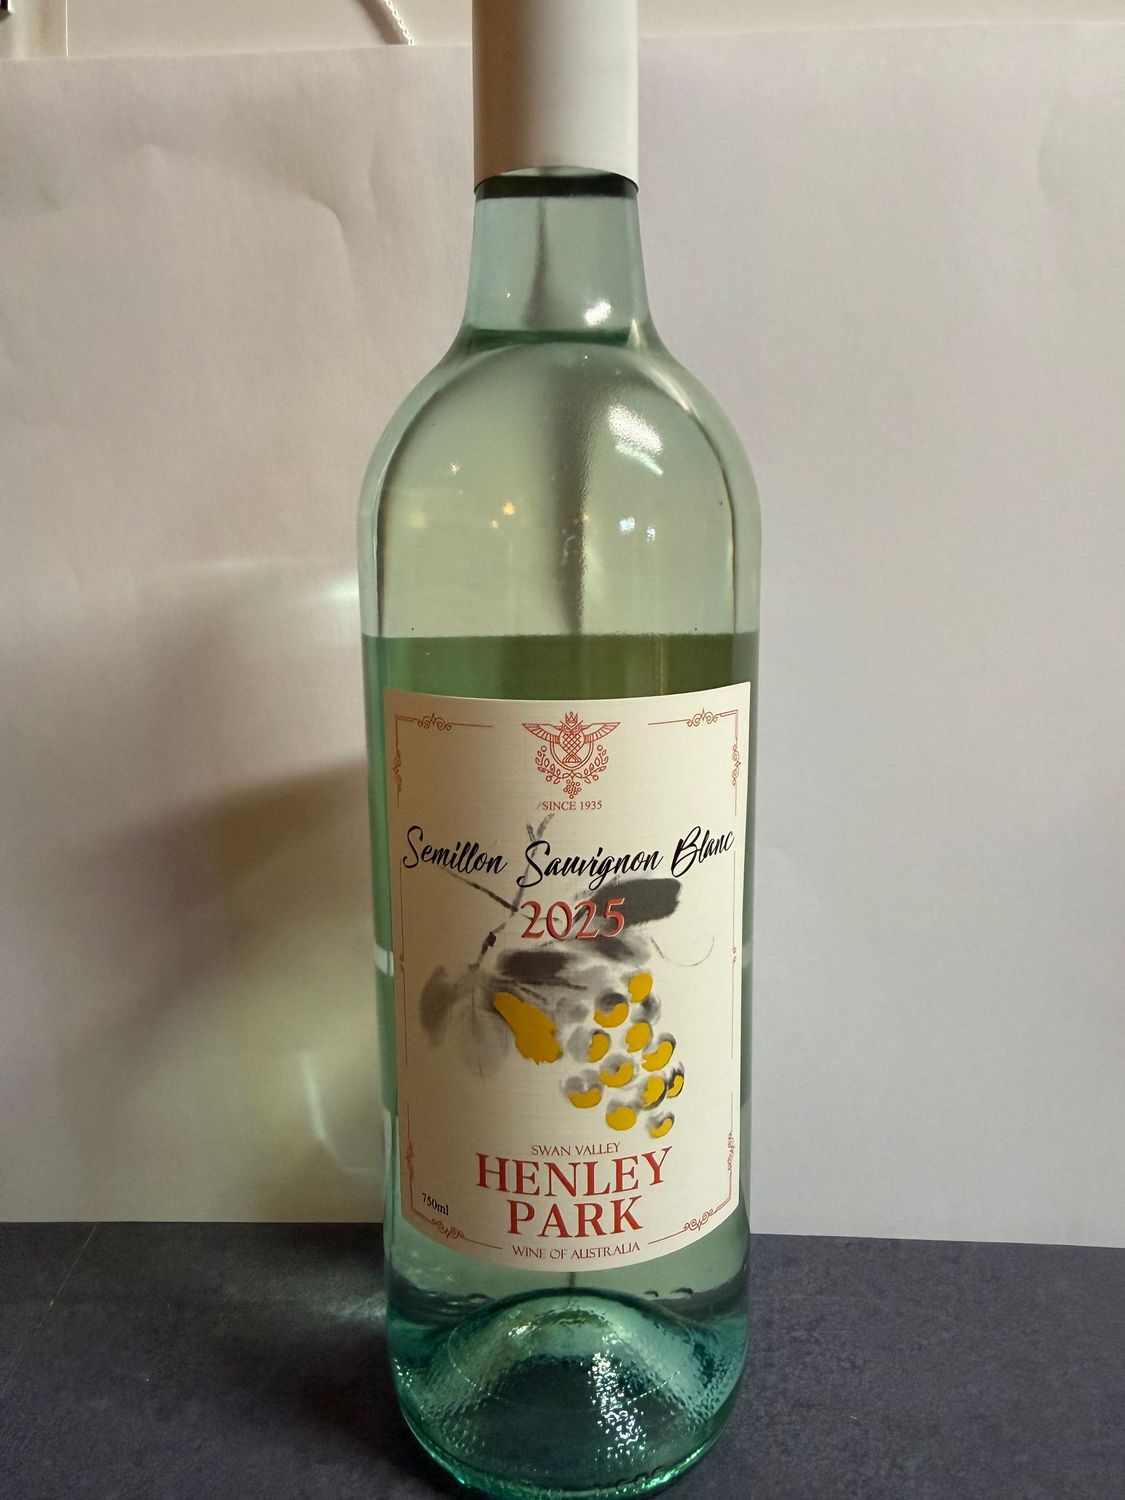 SINCE 1935
Semillon Sauvignon Blanc
2025
SWAN VALLEY
HENLEY
PARK
750ml
WINE OF AUSTRALIA